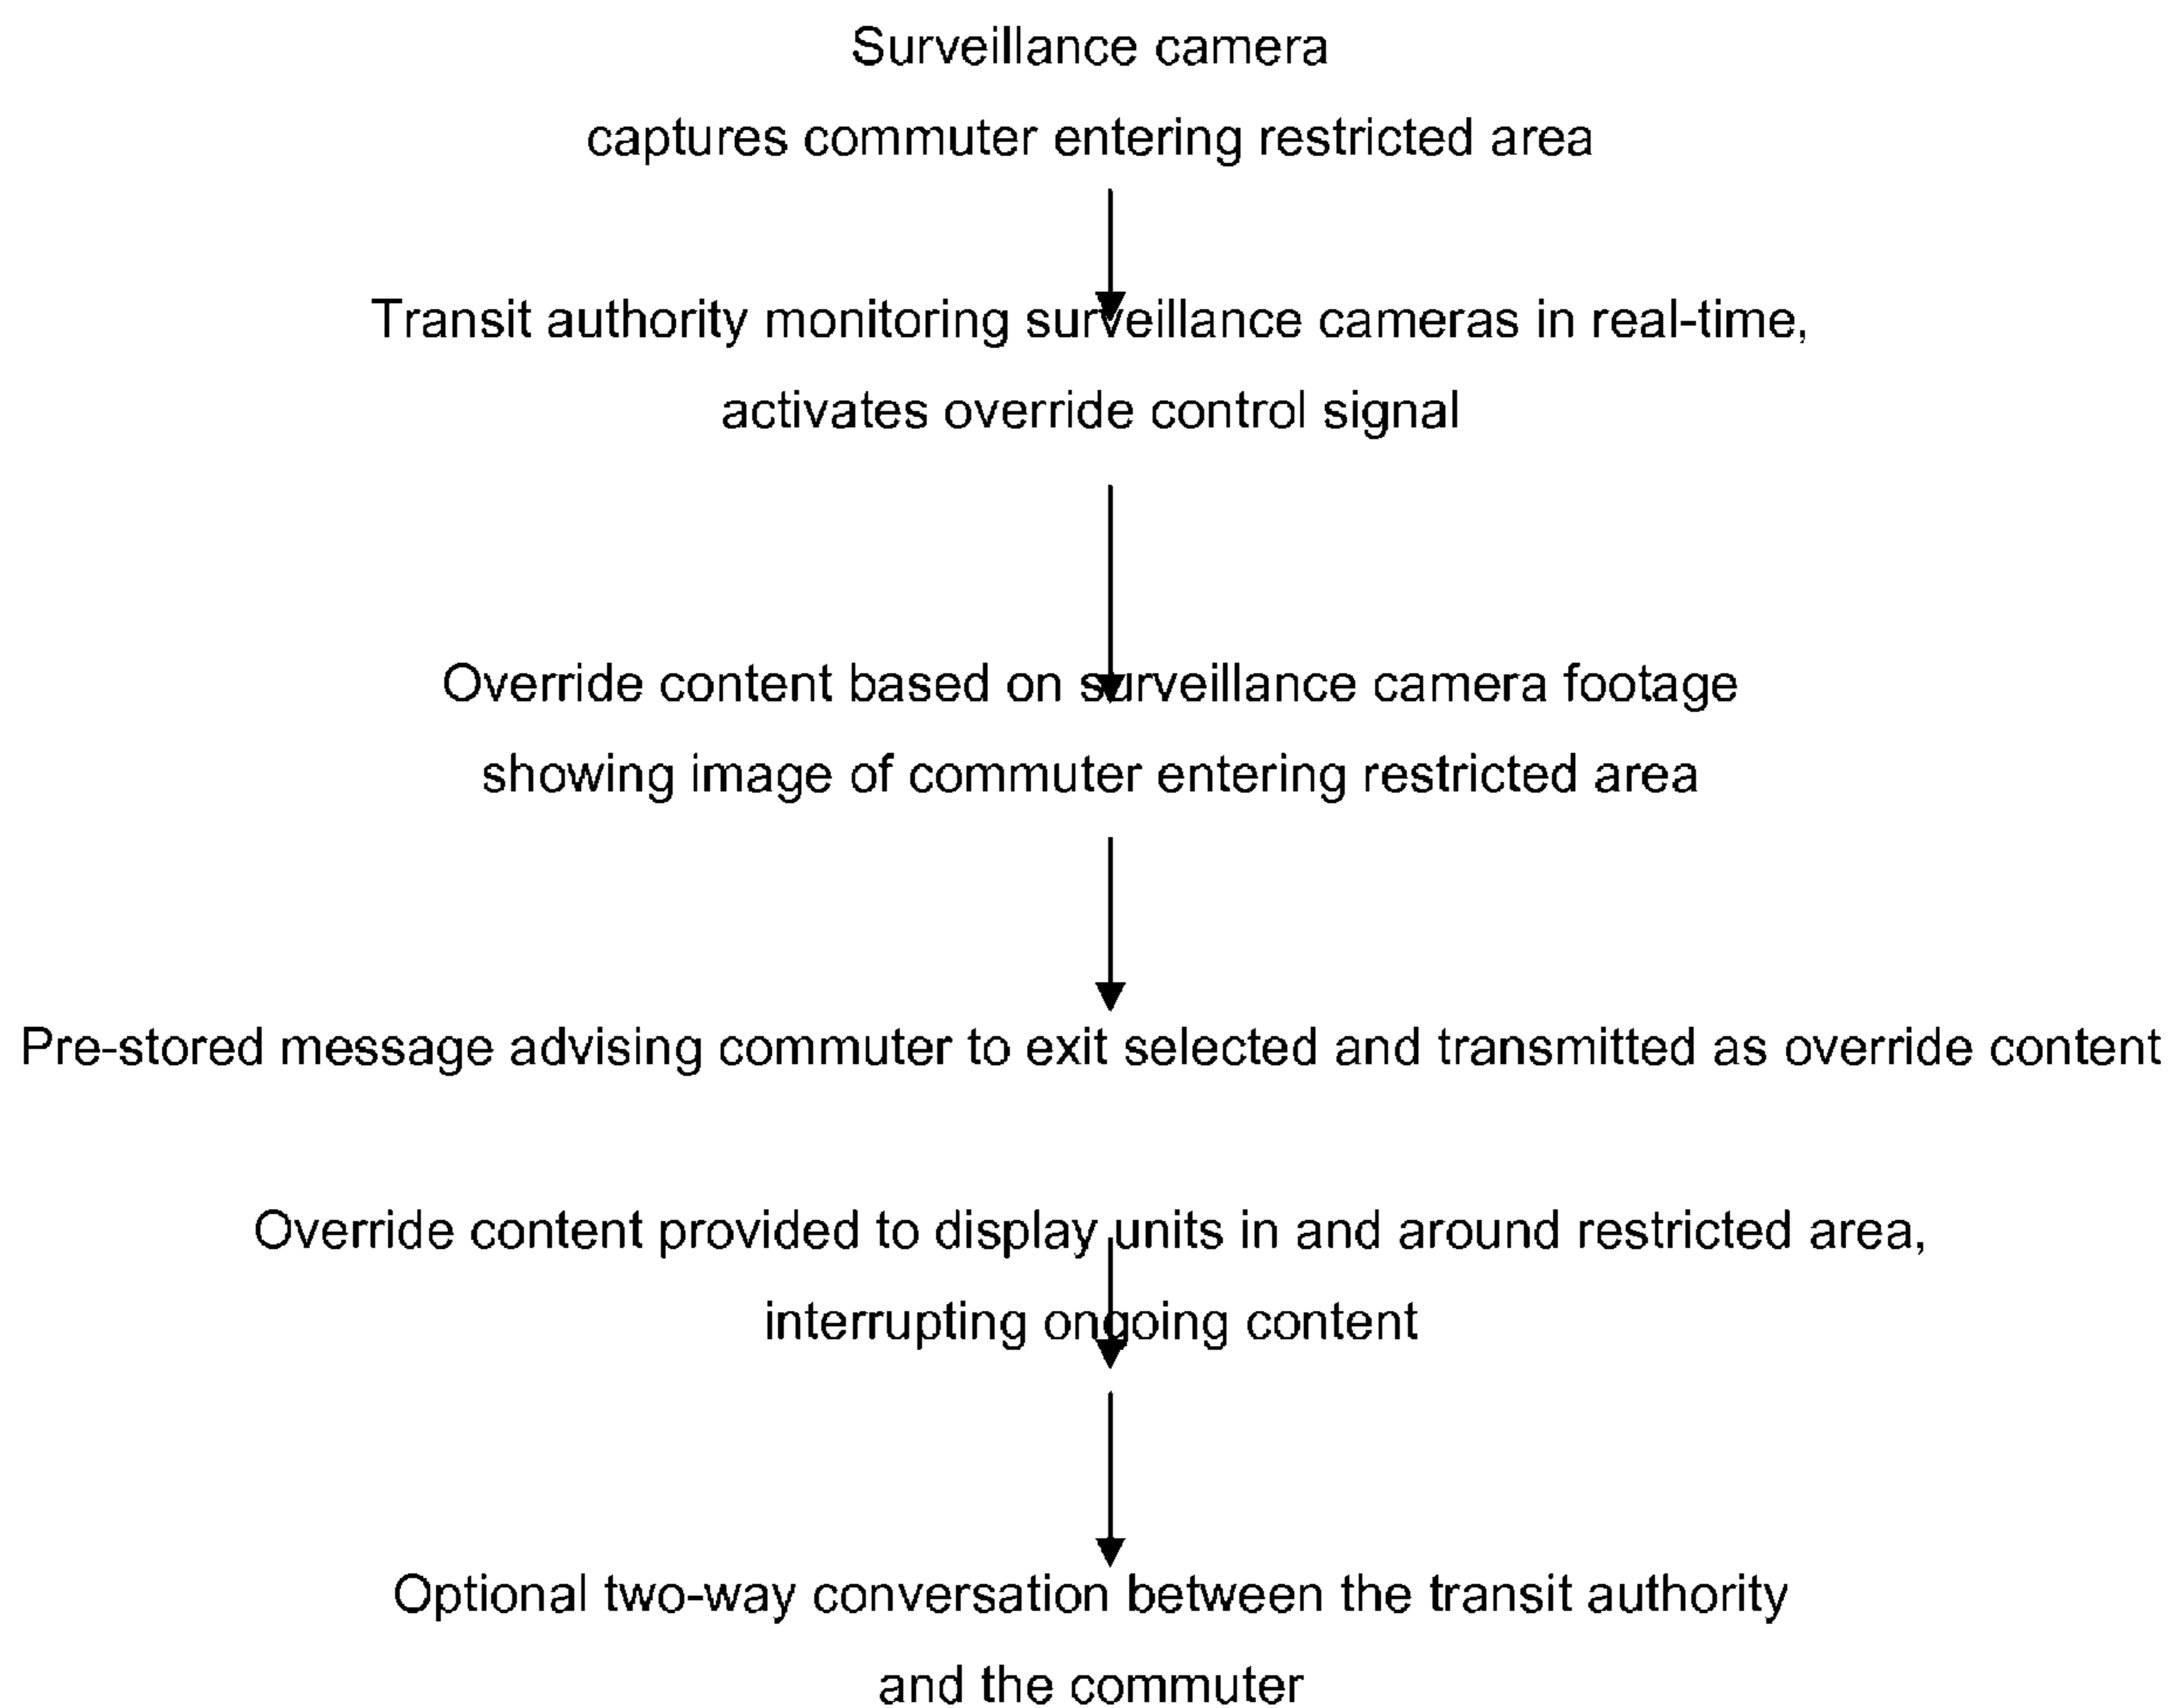 Surveillance camera
captures commuter entering restricted area
Transit authority monitoring surveillance cameras in real-time,
activates override control signal
Override content based on surveillance camera footage
showing image of commuter entering restricted area
Pre-stored message advising commuter to exit selected and transmitted as override content
Override content provided to display units in and around restricted area,
interrupting ongoing content
Optional two-way conversation between the transit authority
and the commuter